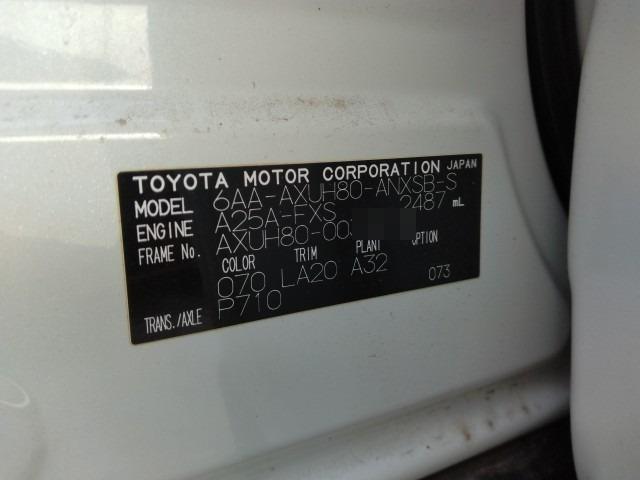 TOYOTA MOTOR CORPORATION JAPAN
MODEL 6AA-AXUH80-ANXSB-S
ENGINE A25A-FXS 2487 mL
FRAME No. AXUH80-003
COLOR TRIM PLANT OPTION
070 LA20 A32 073
TRANS./AXLE P710